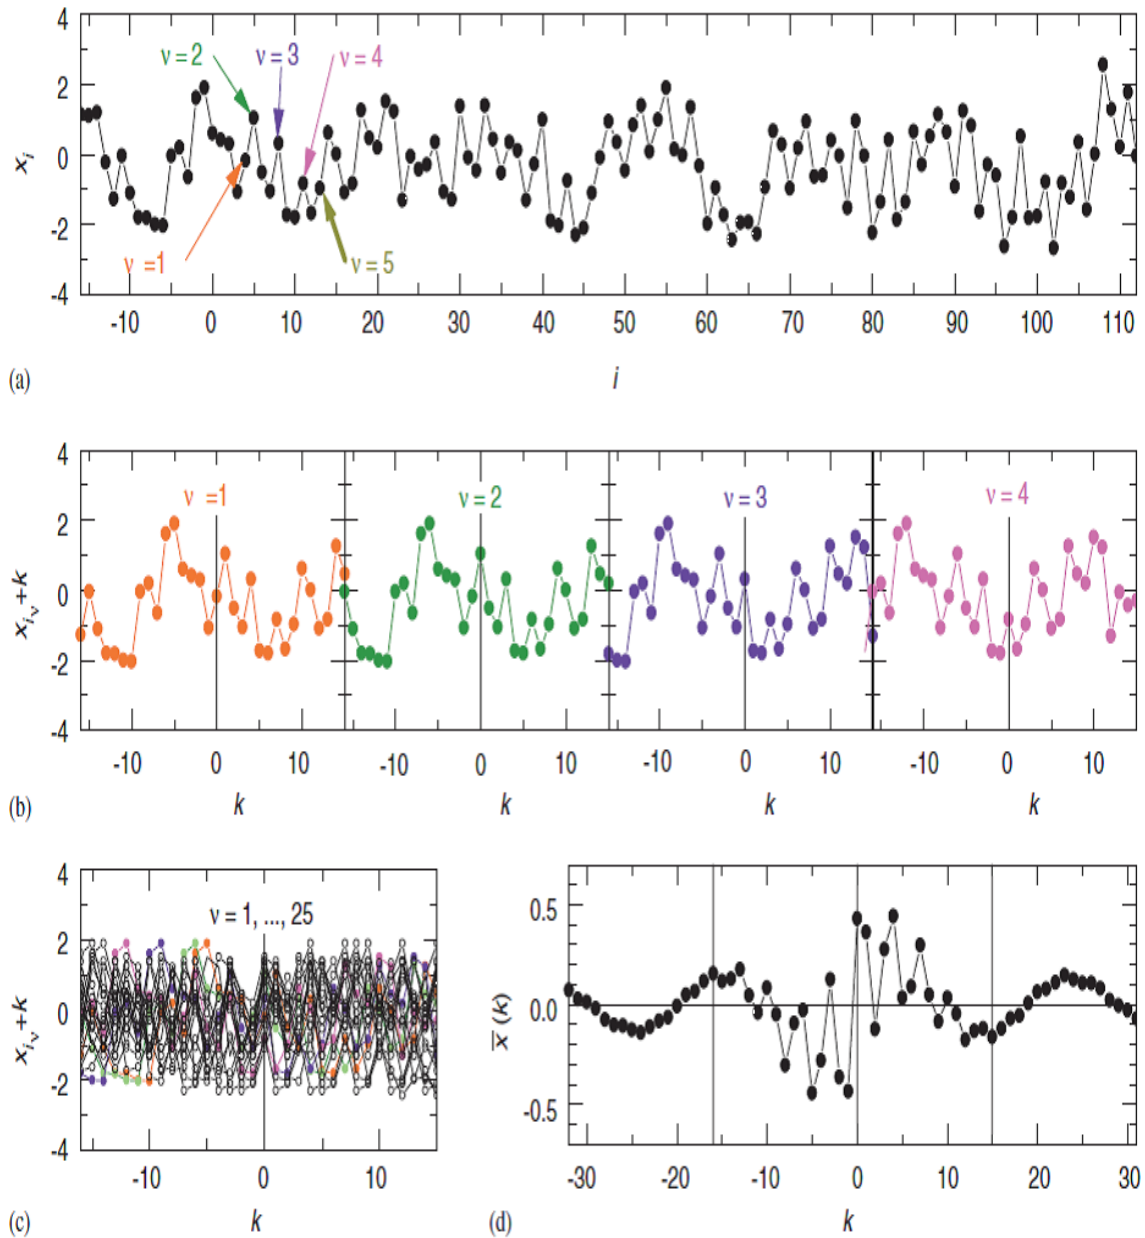 4
2
0
-2
-4
x_i
ν = 2
ν = 3
ν = 4
ν =1
ν = 5
-10 0 10 20 30 40 50 60 70 80 90 100 110
(a)
i
4
2
0
-2
-4
x_{i_ν}+k
ν =1
ν = 2
ν = 3
ν = 4
-10 0 10 -10 0 10 -10 0 10 -10 0 10
(b)
k k k k
4
2
0
-2
-4
x_{i_ν}+k
ν = 1, ..., 25
-10 0 10
(c)
k
0.5
0.0
-0.5
x̅ (k)
-30 -20 -10 0 10 20 30
(d)
k